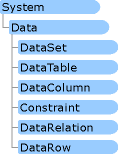 System
Data
DataSet
DataTable
DataColumn
Constraint
DataRelation
DataRow